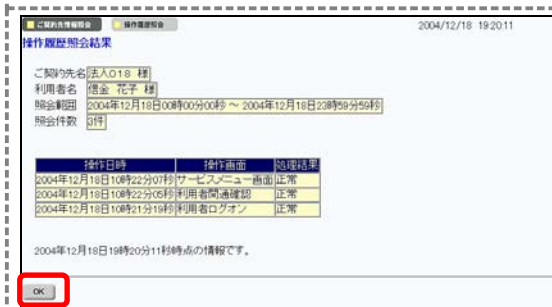 ご契約先情報照会 操作履歴照会 2004/12/18 19:20:11
操作履歴照会結果
ご契約先名 法人018 様
利用者名 信金 花子 様
照会範囲 2004年12月18日00時00分00秒 ~ 2004年12月18日23時59分59秒
照会件数 3件
操作日時 操作画面 処理結果
2004年12月18日10時22分07秒 サービスメニュー画面 正常
2004年12月18日10時22分05秒 利用者開通確認 正常
2004年12月18日10時21分19秒 利用者ログオン 正常
2004年12月18日19時20分11秒時点の情報です。
OK